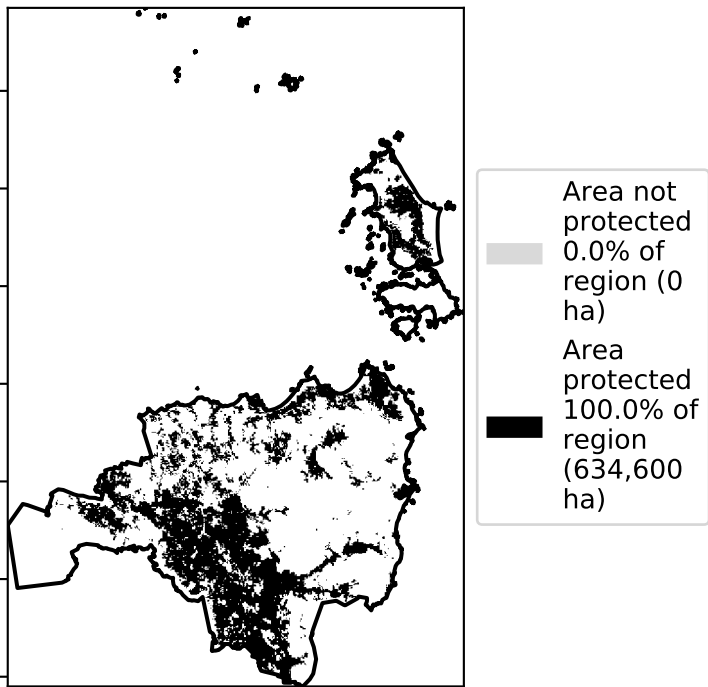 Area not
protected
0.0% of
region (0
ha)
Area
protected
100.0% of
region
(634,600
ha)